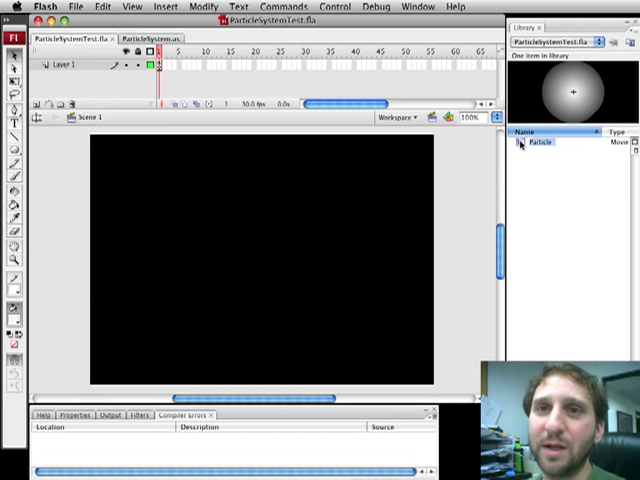 Flash File Edit View Insert Modify Text Commands Control Debug Window Help
ParticleSystemTest.fla
Library
Fl
ParticleSystemTest.fla ParticleSystem.as
ParticleSystemTest.fla
One item in library
5 10 15 20 25 30 35 40 45 50 55 60 65
Layer 1
1 30.0 fps 0.0s
Scene 1
Workspace
100%
Name Type
Particle Movie
Help Properties Output Filters Compiler Errors
Location Description Source